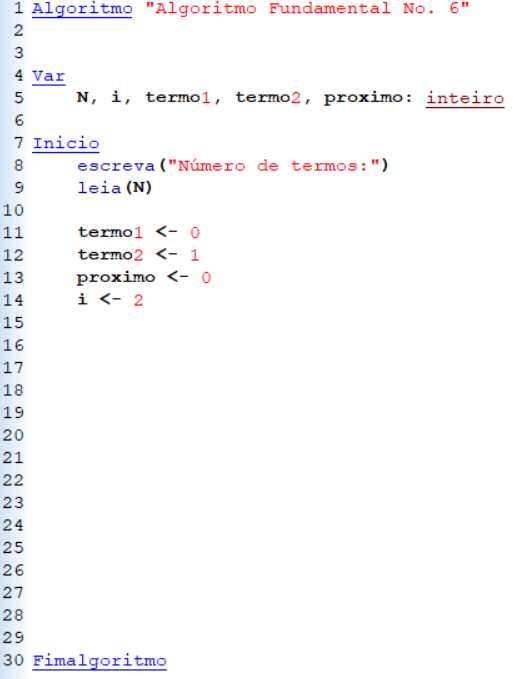 1 Algoritmo "Algoritmo Fundamental No. 6"
2
3
4 Var
5     N, i, termo1, termo2, proximo: inteiro
6
7 Inicio
8     escreva("Número de termos:")
9     leia(N)
10
11     termo1 <- 0
12     termo2 <- 1
13     proximo <- 0
14     i <- 2
15
16
17
18
19
20
21
22
23
24
25
26
27
28
29
30 Fimalgoritmo